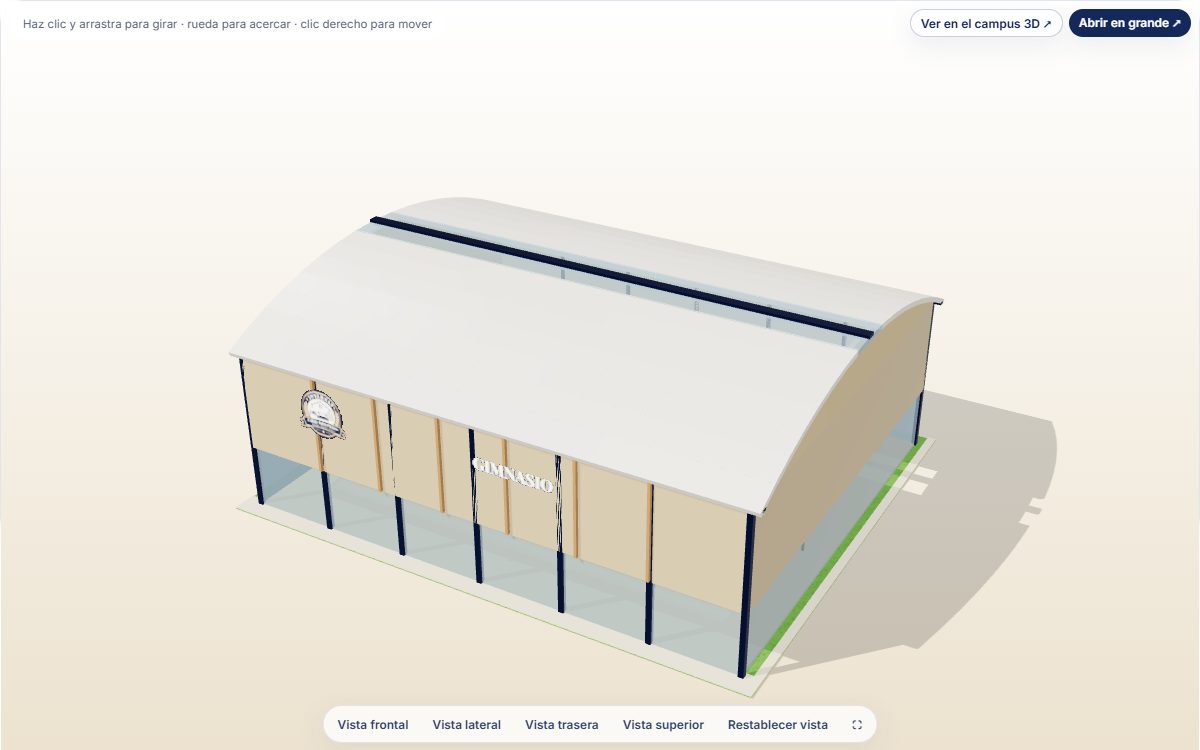 Haz clic y arrastra para girar · rueda para acercar · clic derecho para mover
Ver en el campus 3D ↗
Abrir en grande ↗
GIMNASIO
Vista frontal
Vista lateral
Vista trasera
Vista superior
Restablecer vista